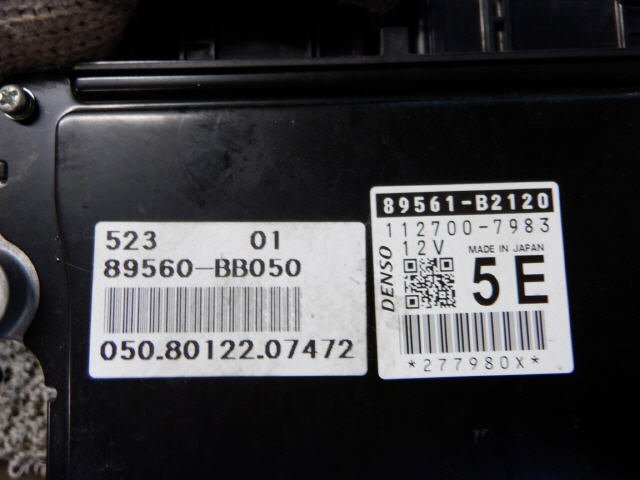 523 01
89560-BB050
050.80122.07472
89561-B2120
112700-7983
12V MADE IN JAPAN
DENSO
5E
*277980X*